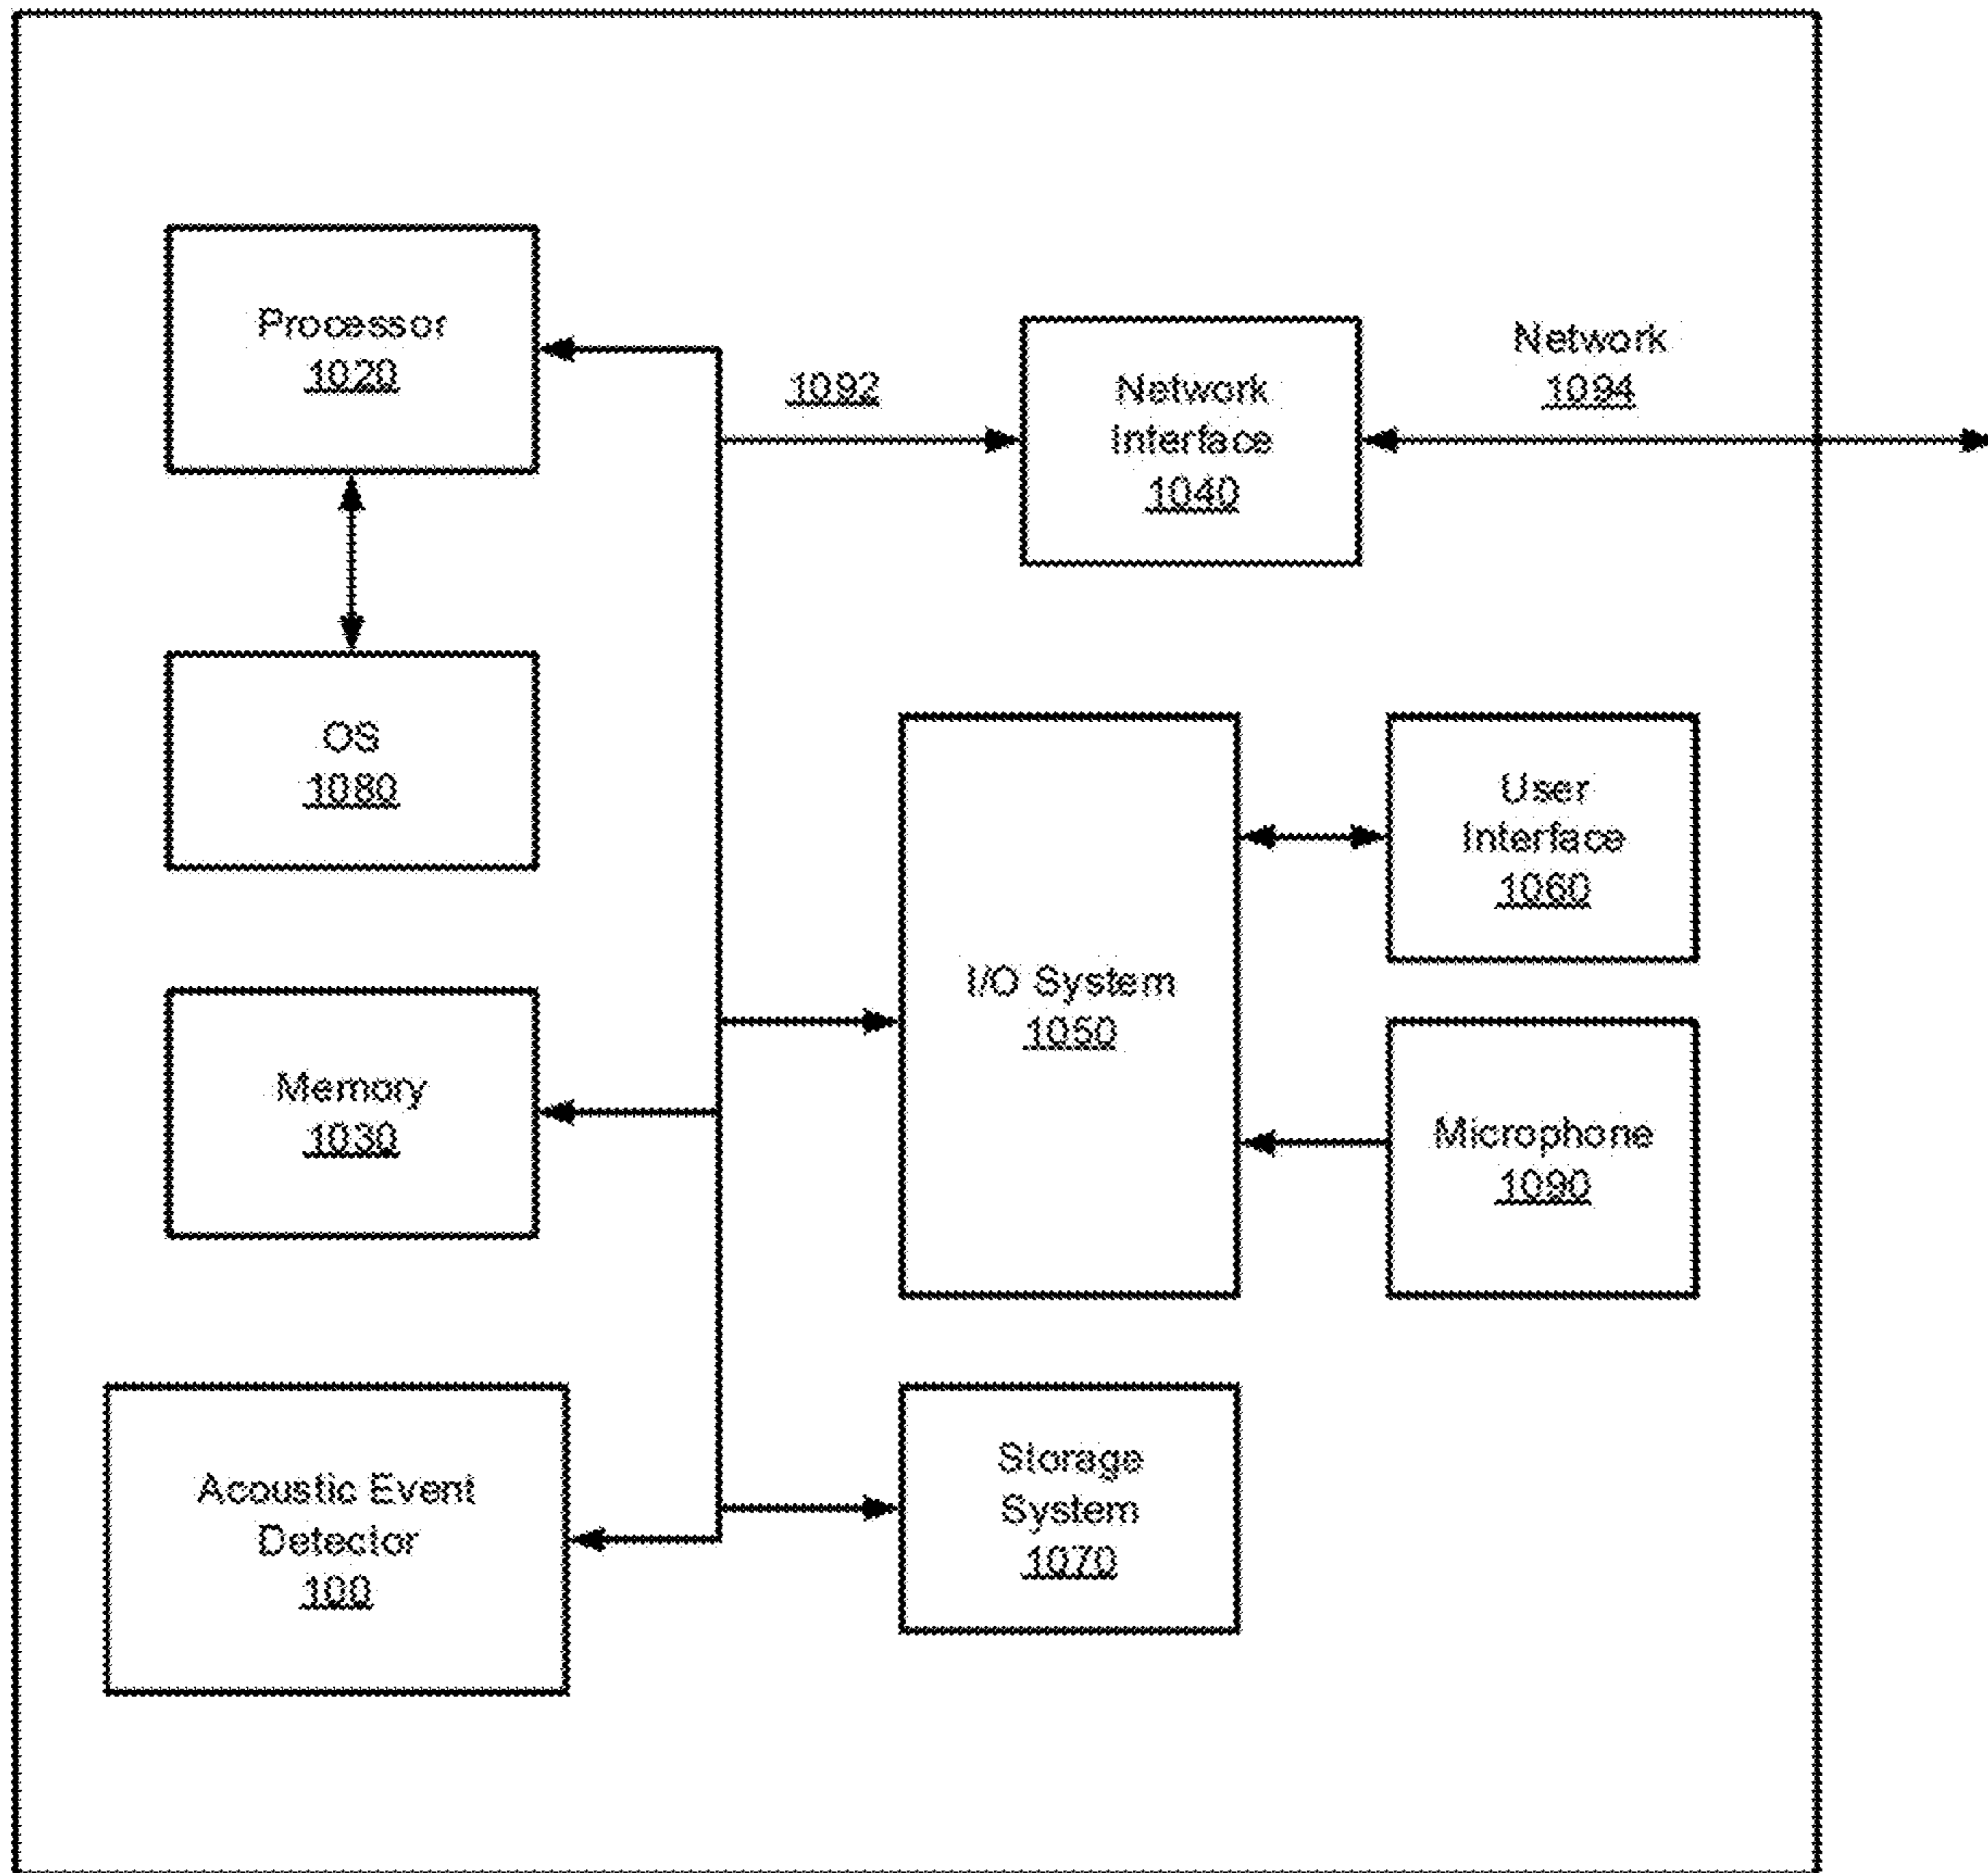 Processor
1020
1092
Network
Interface
1040
Network
1094
OS
1080
I/O System
1050
User
Interface
1060
Memory
1030
Microphone
1090
Acoustic Event
Detector
100
Storage
System
1070